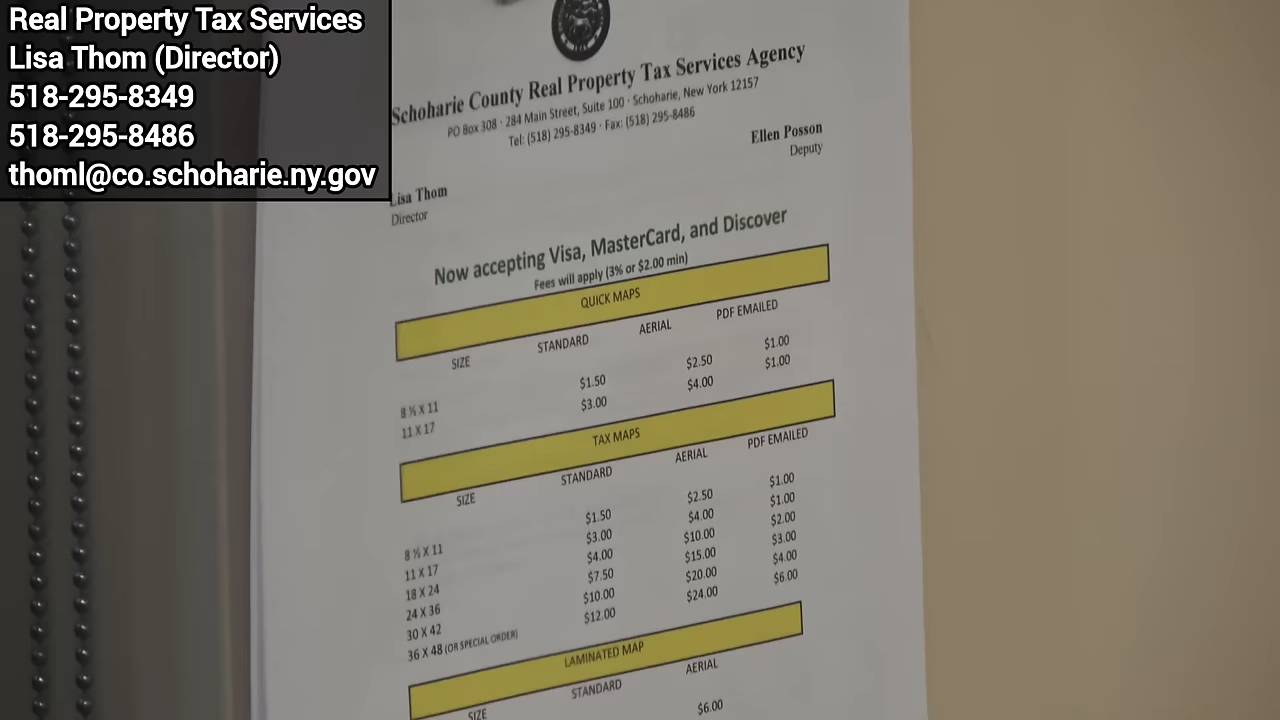 Real Property Tax Services
Lisa Thom (Director)
518-295-8349
518-295-8486
thoml@co.schoharie.ny.gov
Schoharie County Real Property Tax Services Agency
PO Box 308 · 284 Main Street, Suite 100 · Schoharie, New York 12157
Tel: (518) 295-8349 · Fax: (518) 295-8486
Ellen Posson
Deputy
Lisa Thom
Director
Now accepting Visa, MasterCard, and Discover
Fees will apply (3% or $2.00 min)
QUICK MAPS
SIZE STANDARD AERIAL PDF EMAILED
8 ½ X 11 $1.50 $2.50 $1.00
11 X 17 $3.00 $4.00 $1.00
TAX MAPS
SIZE STANDARD AERIAL PDF EMAILED
8 ½ X 11 $1.50 $2.50 $1.00
11 X 17 $3.00 $4.00 $1.00
18 X 24 $4.00 $10.00 $2.00
24 X 36 $7.50 $15.00 $3.00
30 X 42 $10.00 $20.00 $4.00
36 X 48 (OR SPECIAL ORDER) $12.00 $24.00 $6.00
LAMINATED MAP
SIZE STANDARD AERIAL
$6.00